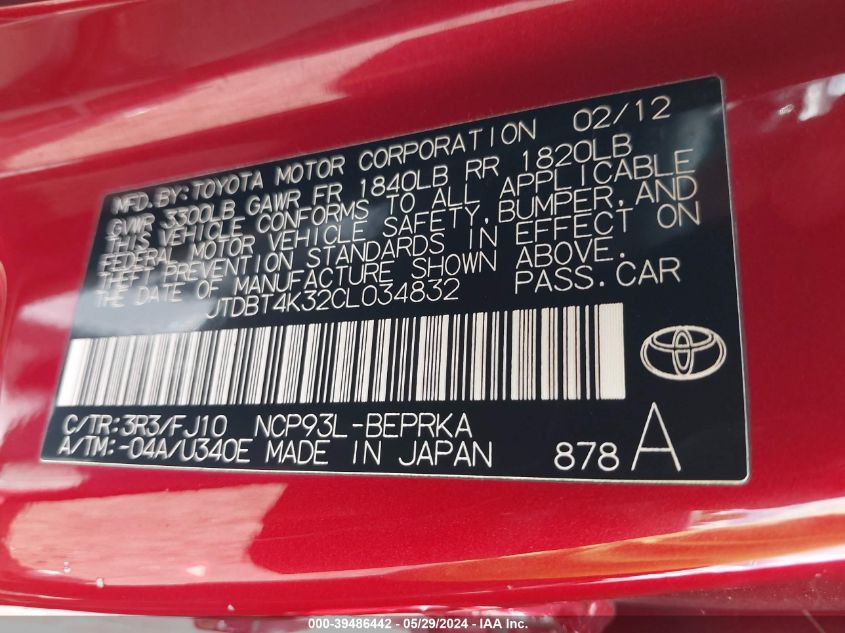 MFD. BY: TOYOTA MOTOR CORPORATION 02/12
GVWR 3300LB GAWR FR 1840LB RR 1820LB
THIS VEHICLE CONFORMS TO ALL APPLICABLE
FEDERAL MOTOR VEHICLE SAFETY, BUMPER, AND
THEFT PREVENTION STANDARDS IN EFFECT ON
THE DATE OF MANUFACTURE SHOWN ABOVE.
JTDBT4K32CL034832 PASS. CAR
C/TR: 3R3/FJ10 NCP93L-BEPRKA
A/TM: -04A/U340E MADE IN JAPAN 878 A
000-39486442 - 05/29/2024 - IAA Inc.